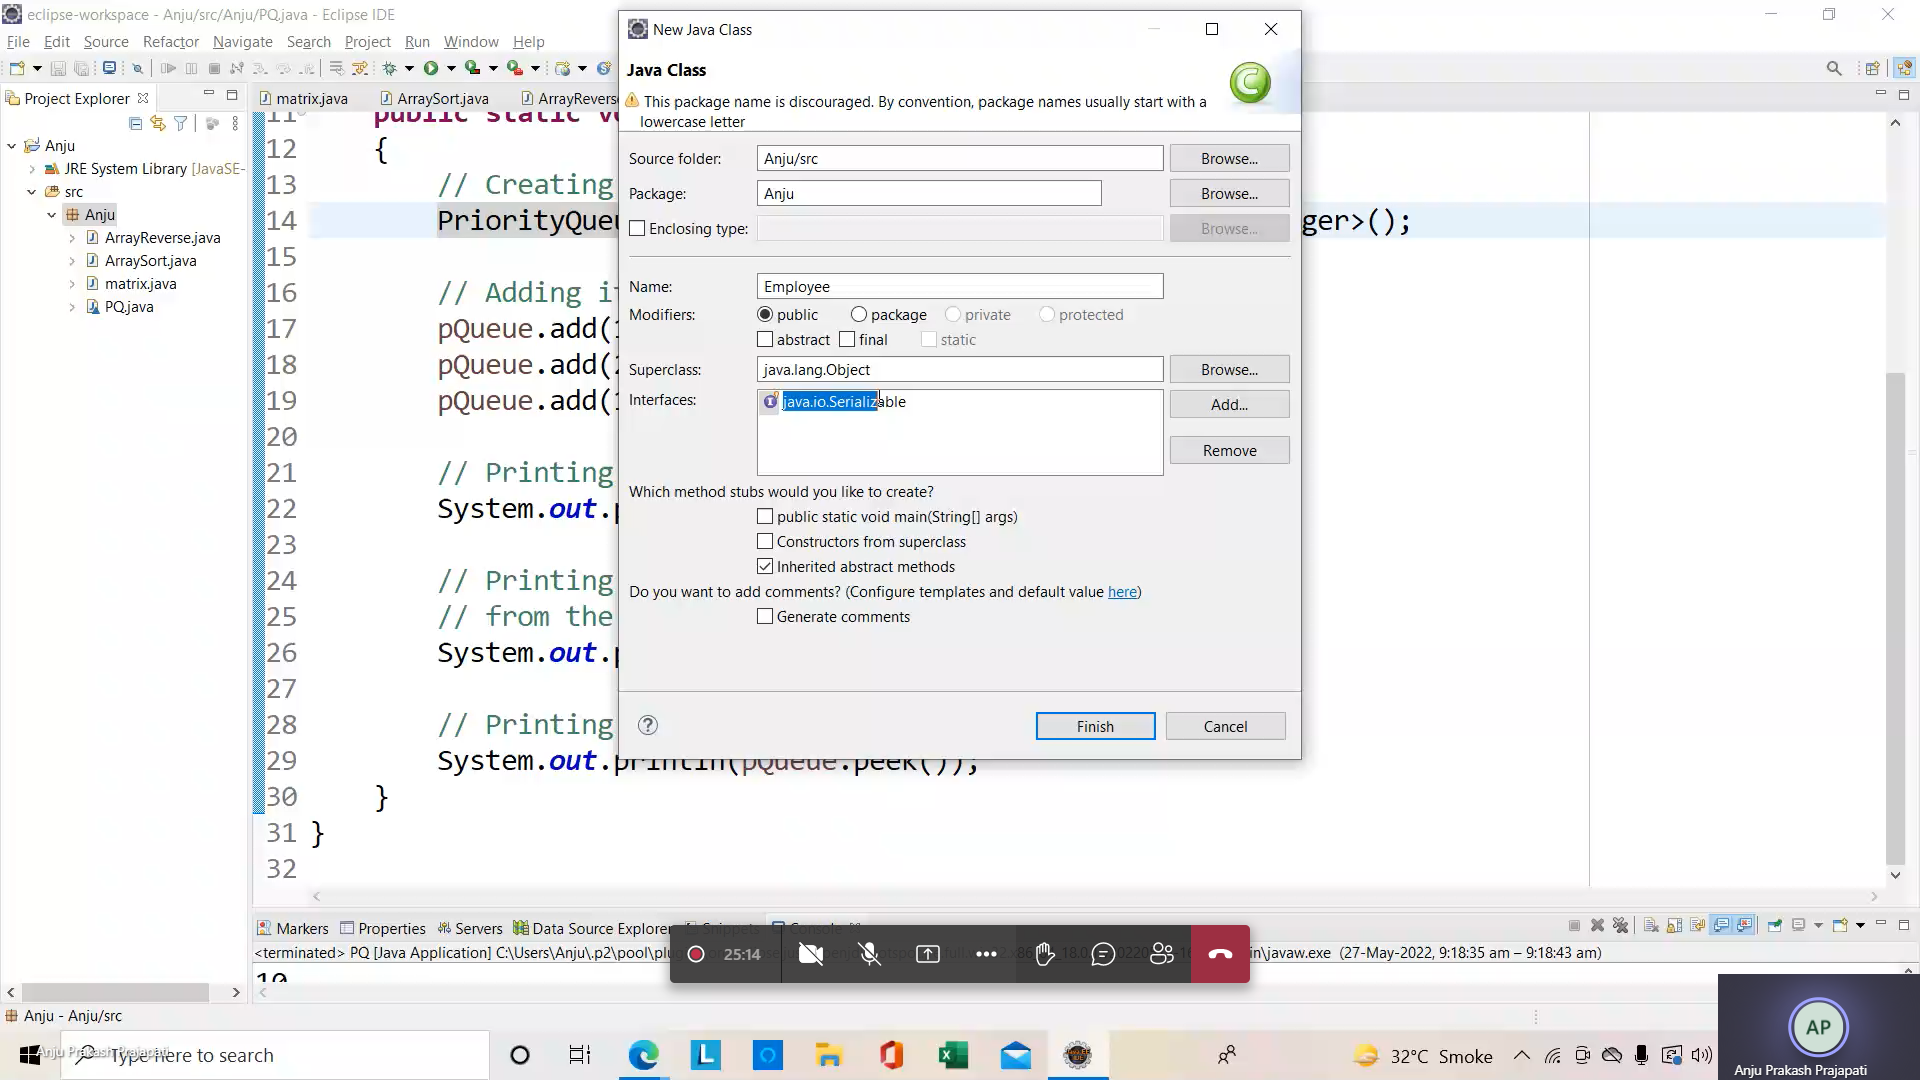 eclipse-workspace - Anju/src/Anju/PQ.java - Eclipse IDE
File Edit Source Refactor Navigate Search Project Run Window Help
Project Explorer
Anju
JRE System Library [JavaSE-
src
Anju
ArrayReverse.java
ArraySort.java
matrix.java
PQ.java
matrix.java ArraySort.java ArrayReverse
11 public static
12 {
13 // Creating
14 PriorityQueu ger>();
15
16 // Adding it
17 pQueue.add(1
18 pQueue.add(2
19 pQueue.add(1
20
21 // Printing
22 System.out.p
23
24 // Printing
25 // from the
26 System.out.p
27
28 // Printing
29 System.out.println(pQueue.peek());
30 }
31 }
32
New Java Class
Java Class
This package name is discouraged. By convention, package names usually start with a
lowercase letter
Source folder: Anju/src Browse...
Package: Anju Browse...
Enclosing type: Browse...
Name: Employee
Modifiers: public package private protected
abstract final static
Superclass: java.lang.Object Browse...
Interfaces: java.io.Serializable Add...
Remove
Which method stubs would you like to create?
public static void main(String[] args)
Constructors from superclass
Inherited abstract methods
Do you want to add comments? (Configure templates and default value here)
Generate comments
Finish Cancel
Markers Properties Servers Data Source Explorer Snippets Console
<terminated> PQ [Java Application] C:\Users\Anju\.p2\pool\plu in\javaw.exe (27-May-2022, 9:18:35 am – 9:18:43 am)
10
25:14
Anju - Anju/src
Type here to search
Anju Prakash Prajapati
32°C Smoke
AP
Anju Prakash Prajapati